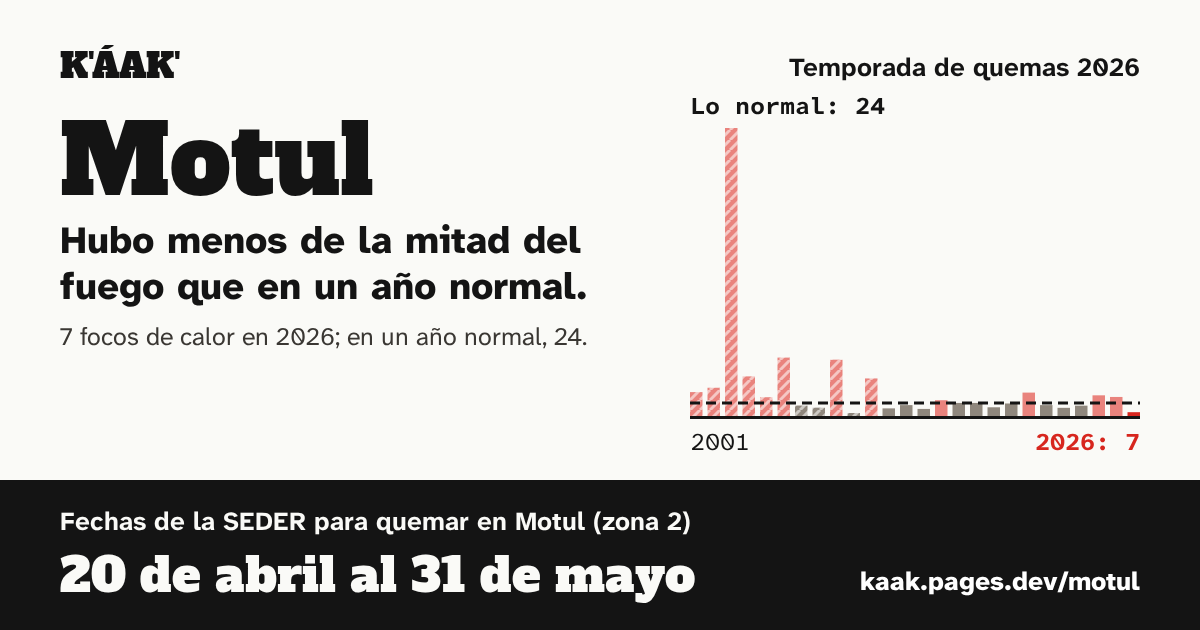 K'ÁAK'
Motul
Hubo menos de la mitad del
fuego que en un año normal.
7 focos de calor en 2026; en un año normal, 24.
Temporada de quemas 2026
Lo normal: 24
2001
2026: 7
Fechas de la SEDER para quemar en Motul (zona 2)
20 de abril al 31 de mayo
kaak.pages.dev/motul